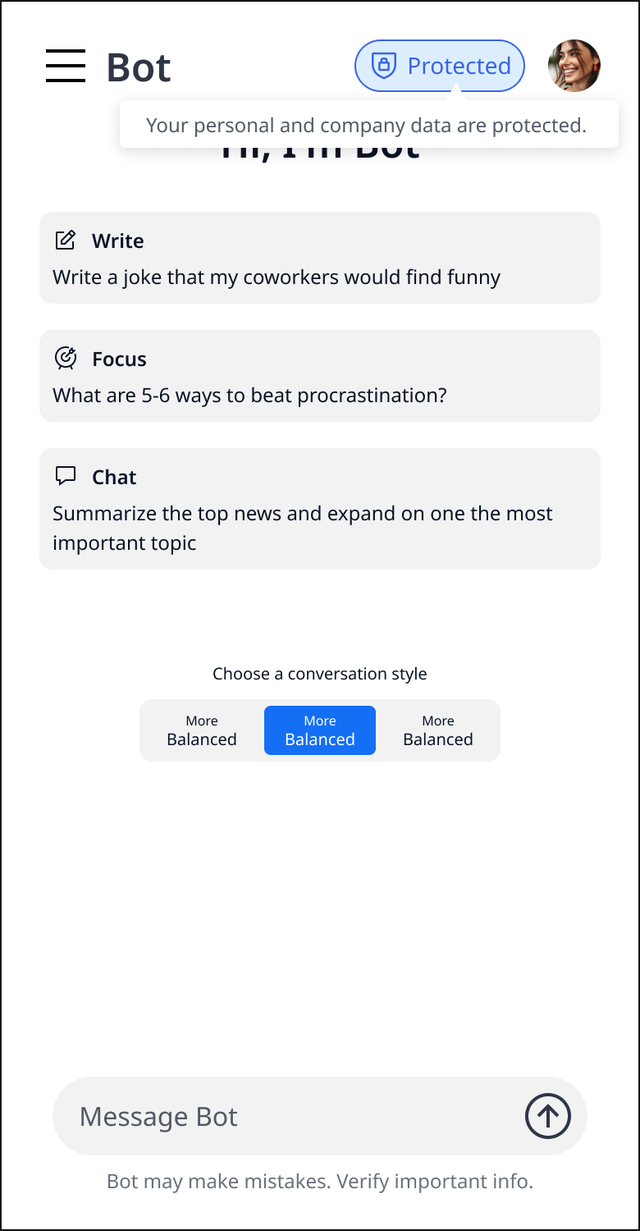 Bot
Protected
Your personal and company data are protected.
Hi, I'm Bot
Write
Write a joke that my coworkers would find funny
Focus
What are 5-6 ways to beat procrastination?
Chat
Summarize the top news and expand on one the most
important topic
Choose a conversation style
More
Balanced
More
Balanced
More
Balanced
Message Bot
Bot may make mistakes. Verify important info.